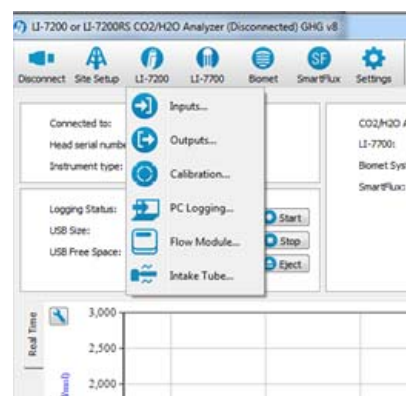 LI-7200 or LI-7200RS CO2/H2O Analyzer (Disconnected) GHG v8
Disconnect Site Setup LI-7200 LI-7700 Biomet SmartFlux Settings
SF
Inputs...
Outputs...
Calibration...
PC Logging...
Flow Module...
Intake Tube...
Connected to:
Head serial numbe
Instrument type:
CO2/H2O A
LI-7700:
Biomet Sys
SmartFlux:
Logging Status:
USB Size:
USB Free Space:
Start
Stop
Eject
Real Time
3,000
2,500
2,000